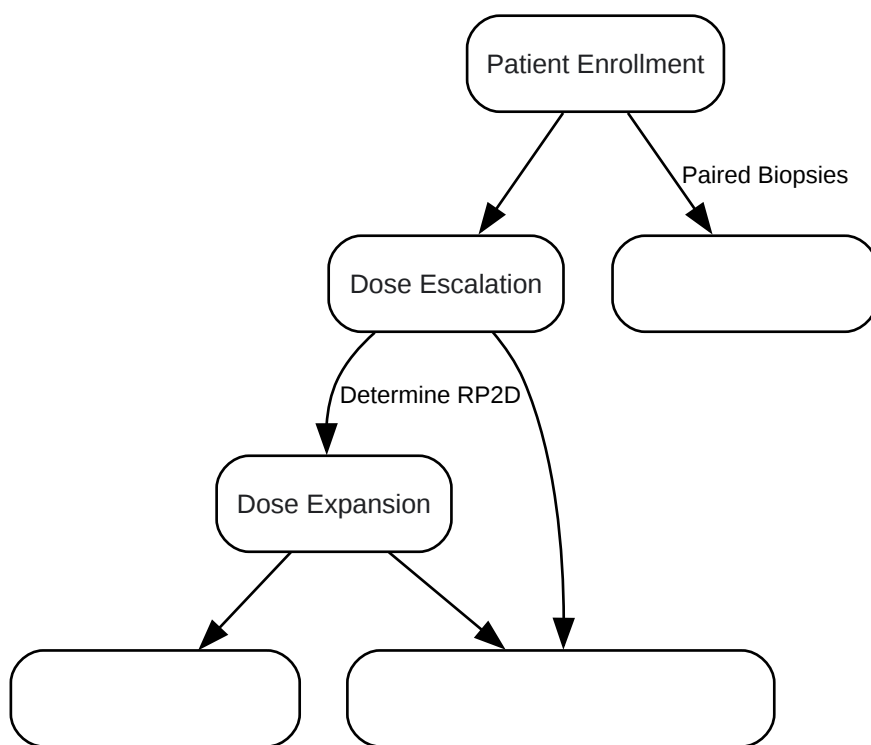 Patient Enrollment
Paired Biopsies
Dose Escalation
Determine RP2D
Dose Expansion